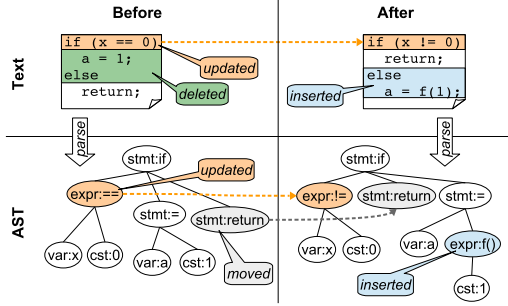 Before
After
Text
if (x == 0)
a = 1;
else
return;
updated
deleted
if (x != 0)
return;
else
a = f(1);
inserted
parse
parse
AST
stmt:if
updated
expr:==
stmt:=
stmt:return
var:x
cst:0
var:a
cst:1
moved
stmt:if
expr:!=
stmt:return
stmt:=
var:x
cst:0
var:a
expr:f()
inserted
cst:1